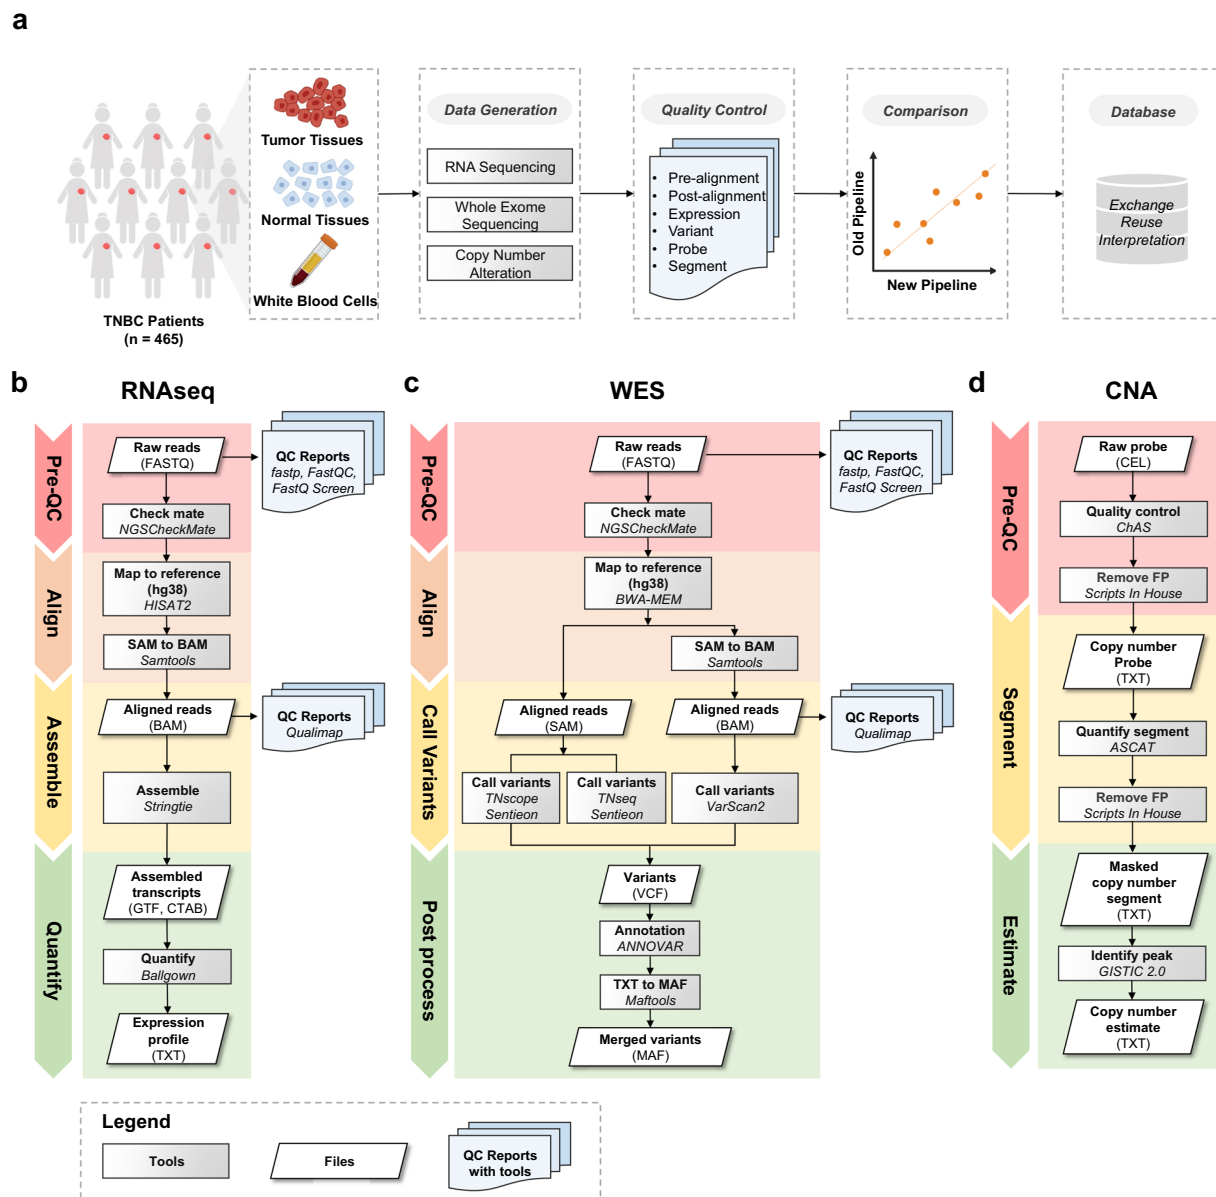 a
Tumor Tissues
Normal Tissues
White Blood Cells
TNBC Patients
(n = 465)
Data Generation
RNA Sequencing
Whole Exome
Sequencing
Copy Number
Alteration
Quality Control
• Pre-alignment
• Post-alignment
• Expression
• Variant
• Probe
• Segment
Comparison
Old Pipeline
New Pipeline
Database
Exchange
Reuse
Interpretation
b
RNAseq
Pre-QC
Align
Assemble
Quantify
Raw reads
(FASTQ)
QC Reports
fastp, FastQC,
FastQ Screen
Check mate
NGSCheckMate
Map to reference
(hg38)
HISAT2
SAM to BAM
Samtools
Aligned reads
(BAM)
QC Reports
Qualimap
Assemble
Stringtie
Assembled
transcripts
(GTF, CTAB)
Quantify
Ballgown
Expression
profile
(TXT)
c
WES
Pre-QC
Align
Call Variants
Post process
Raw reads
(FASTQ)
QC Reports
fastp, FastQC,
FastQ Screen
Check mate
NGSCheckMate
Map to reference
(hg38)
BWA-MEM
SAM to BAM
Samtools
Aligned reads
(SAM)
Aligned reads
(BAM)
QC Reports
Qualimap
Call variants
TNscope
Sentieon
Call variants
TNseq
Sentieon
Call variants
VarScan2
Variants
(VCF)
Annotation
ANNOVAR
TXT to MAF
Maftools
Merged variants
(MAF)
d
CNA
Pre-QC
Segment
Estimate
Raw probe
(CEL)
Quality control
ChAS
Remove FP
Scripts In House
Copy number
Probe
(TXT)
Quantify segment
ASCAT
Remove FP
Scripts In House
Masked
copy number
segment
(TXT)
Identify peak
GISTIC 2.0
Copy number
estimate
(TXT)
Legend
Tools
Files
QC Reports
with tools